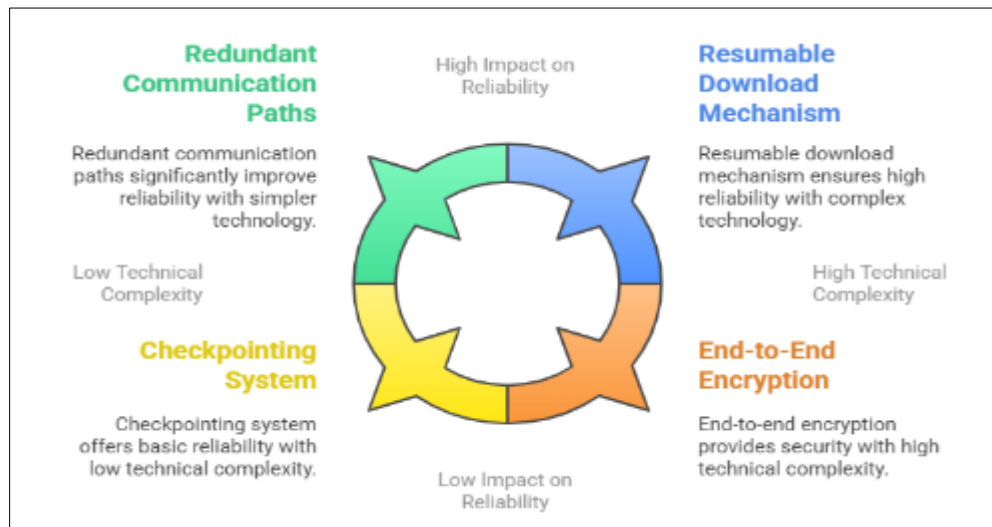 Redundant
Communication
Paths
Redundant communication
paths significantly improve
reliability with simpler
technology.
High Impact on
Reliability
Resumable
Download
Mechanism
Resumable download
mechanism ensures high
reliability with complex
technology.
Low Technical
Complexity
High Technical
Complexity
Checkpointing
System
Checkpointing system
offers basic reliability with
low technical complexity.
Low Impact on
Reliability
End-to-End
Encryption
End-to-end encryption
provides security with high
technical complexity.